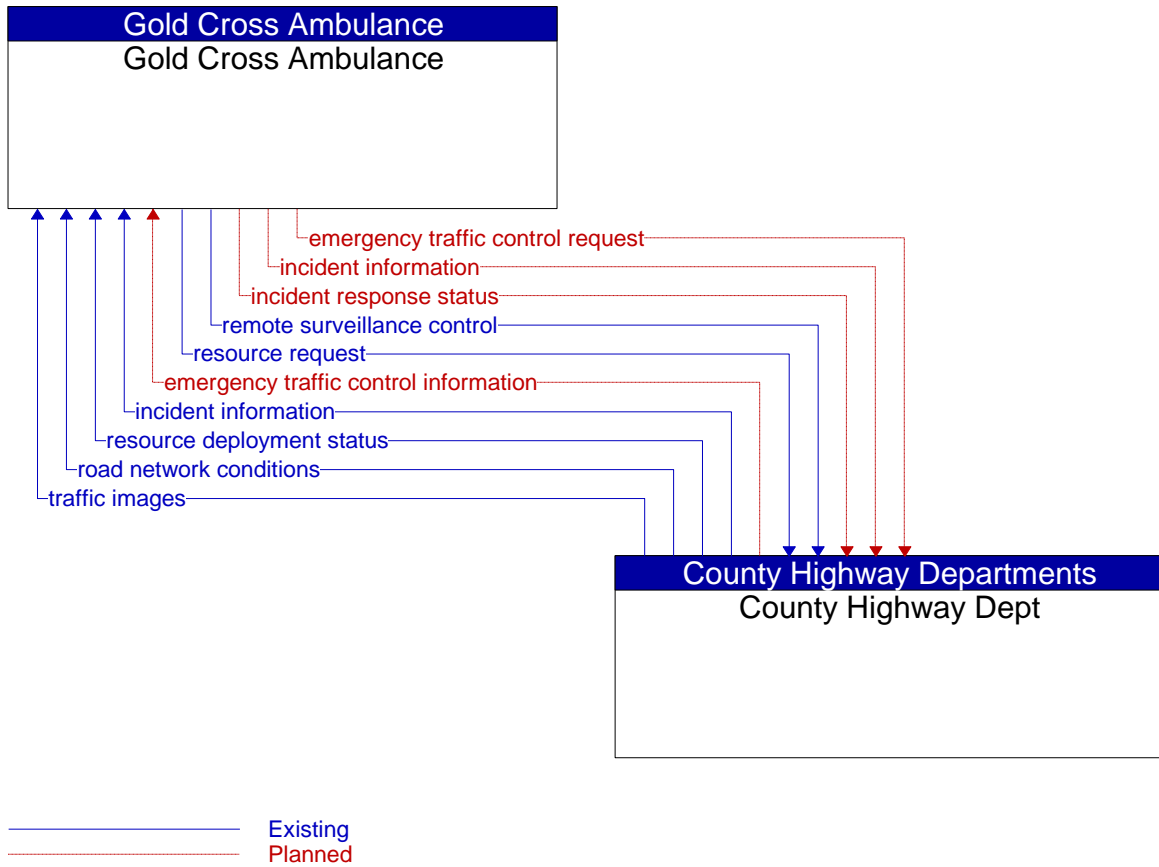 Gold Cross Ambulance
Gold Cross Ambulance
emergency traffic control request
incident information
incident response status
remote surveillance control
resource request
emergency traffic control information
incident information
resource deployment status
road network conditions
traffic images
County Highway Departments
County Highway Dept
Existing
Planned